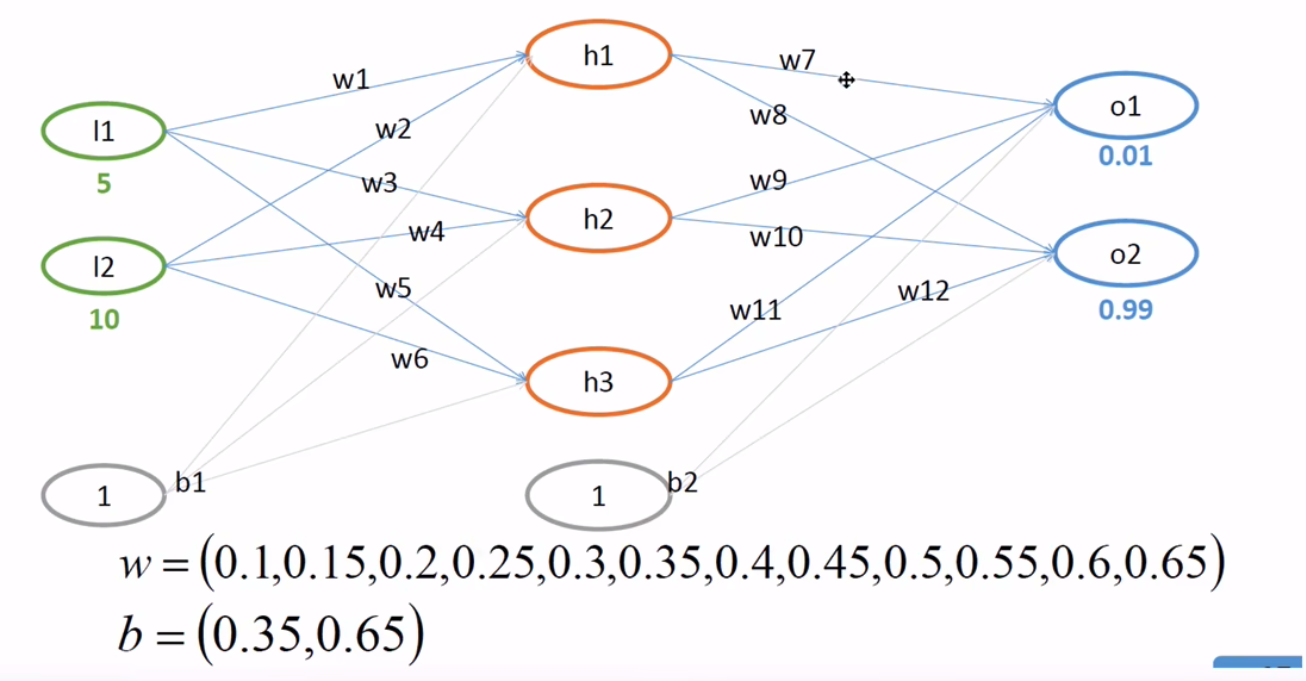 h1
w7
w1
l1
o1
w8
w2
0.01
5
w3
w9
h2
w4
w10
o2
l2
w5
w12
10
w11
0.99
w6
h3
b1
b2
1
1
w = (0.1,0.15,0.2,0.25,0.3,0.35,0.4,0.45,0.5,0.55,0.6,0.65)
b = (0.35,0.65)